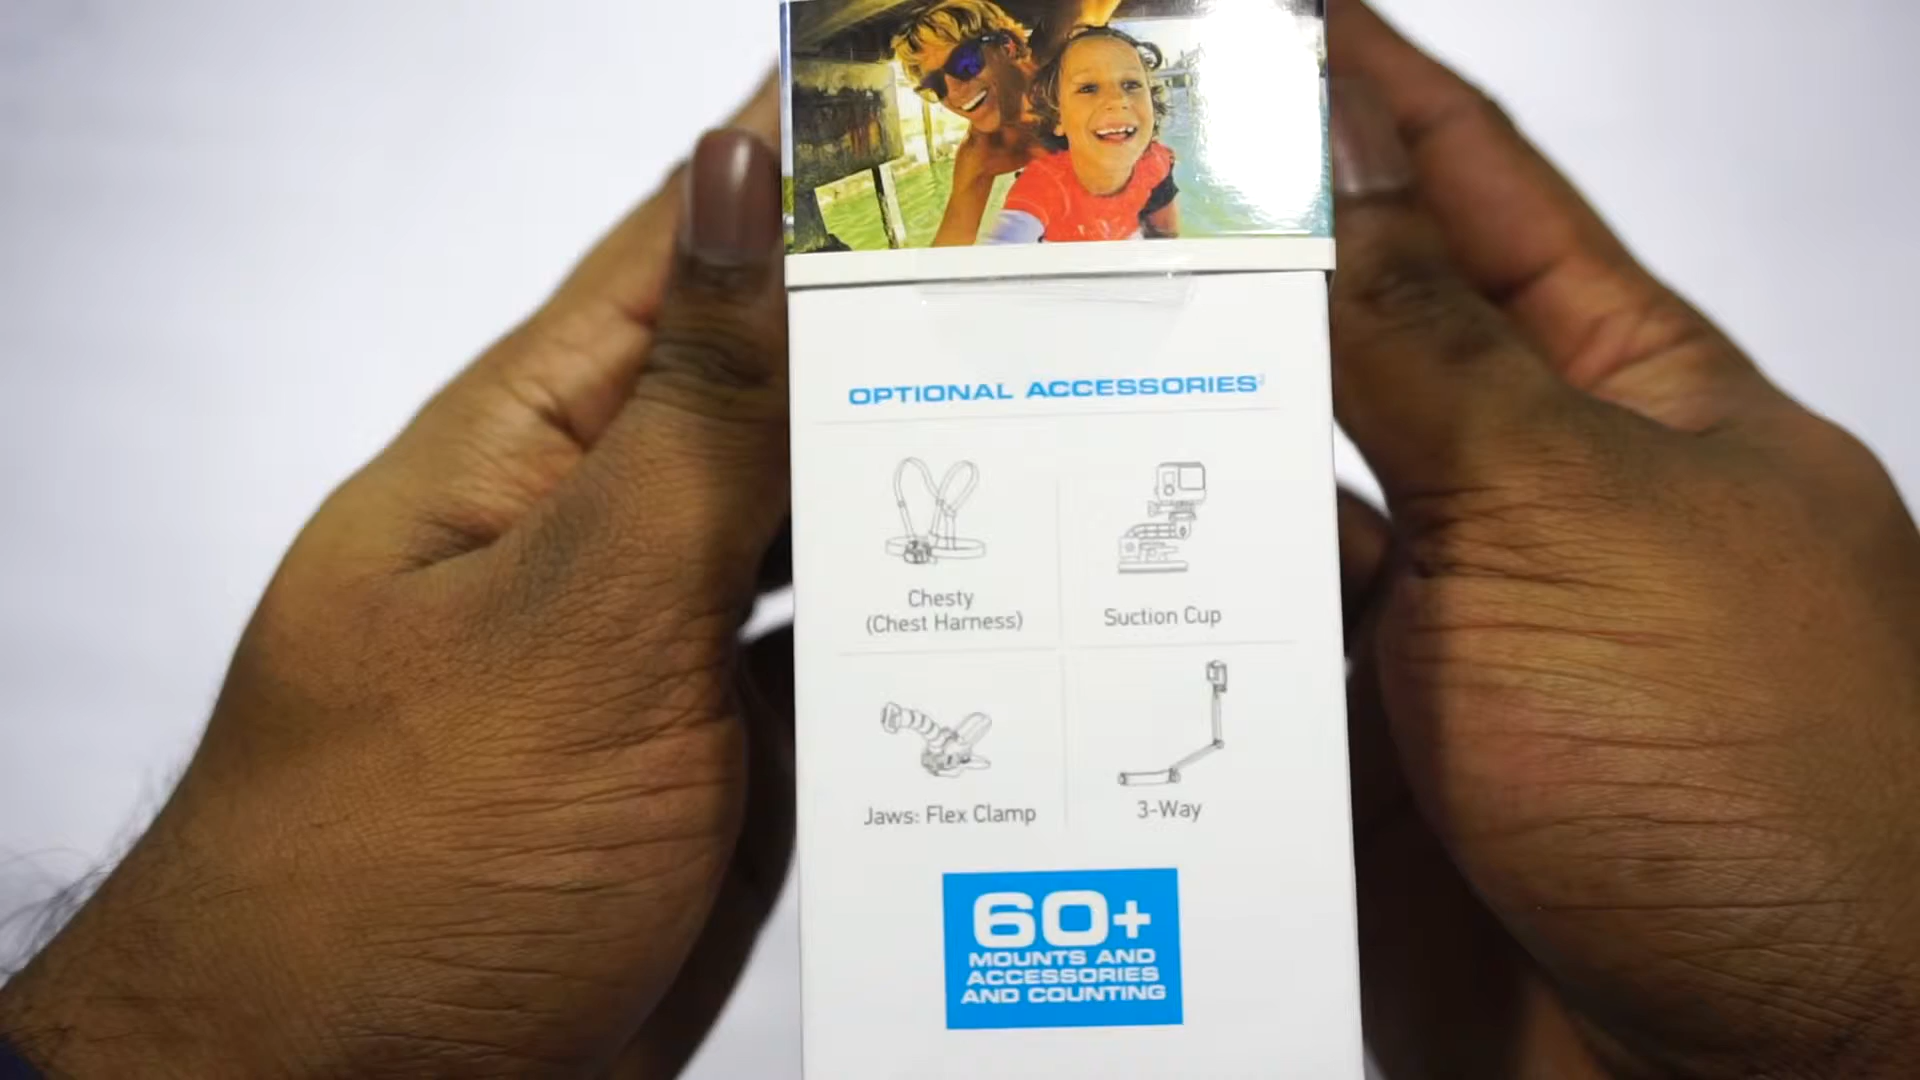 OPTIONAL ACCESSORIES
Chesty
(Chest Harness)
Suction Cup
Jaws: Flex Clamp
3-Way
60+
MOUNTS AND
ACCESSORIES
AND COUNTING